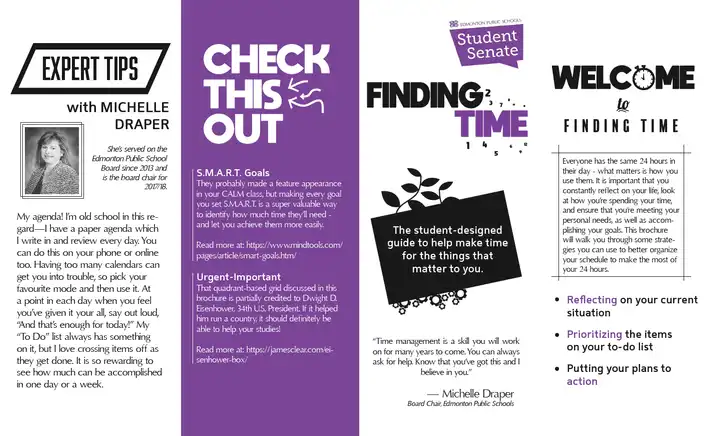 EXPERT TIPS
with MICHELLE
DRAPER
She's served on the
Edmonton Public School
Board since 2013 and
is the board chair for
2017/18.
My agenda! I'm old school in this re-
gard—I have a paper agenda which
I write in and review every day. You
can do this on your phone or online
too. Having too many calendars can
get you into trouble, so pick your
favourite mode and then use it. At
a point in each day when you feel
you've given it your all, say out loud,
"And that's enough for today!" My
"To Do" list always has something
on it, but I love crossing items off as
they get done. It is so rewarding to
see how much can be accomplished
in one day or a week.
CHECK
THIS
OUT
S.M.A.R.T. Goals
They probably made a feature appearance
in your CALM class, but making every goal
you set S.M.A.R.T. is a super valuable way
to identify how much time they'll need -
and let you achieve them more easily.
Read more at: https://www.mindtools.com/
pages/article/smart-goals.htm/
Urgent-Important
That quadrant-based grid discussed in this
brochure is partially credited to Dwight D.
Eisenhower. 34th U.S. President. If it helped
him run a country, it should definitely be
able to help your studies!
Read more at: https://jamesclear.com/ei-
senhower-box/
EDMONTON PUBLIC SCHOOLS
Student
Senate
FINDING
TIME
The student-designed
guide to help make time
for the things that
matter to you.
"Time management is a skill you will work
on for many years to come. You can always
ask for help. Know that you've got this and I
believe in you."
— Michelle Draper
Board Chair, Edmonton Public Schools
WELCOME
to
FINDING TIME
Everyone has the same 24 hours in
their day - what matters is how you
use them. It is important that you
constantly reflect on your life, look
at how you're spending your time,
and ensure that you're meeting your
personal needs, as well as accom-
plishing your goals. This brochure
will walk you through some strate-
gies you can use to better organize
your schedule to make the most of
your 24 hours.
• Reflecting on your current
situation
• Prioritizing the items
on your to-do list
• Putting your plans to
action